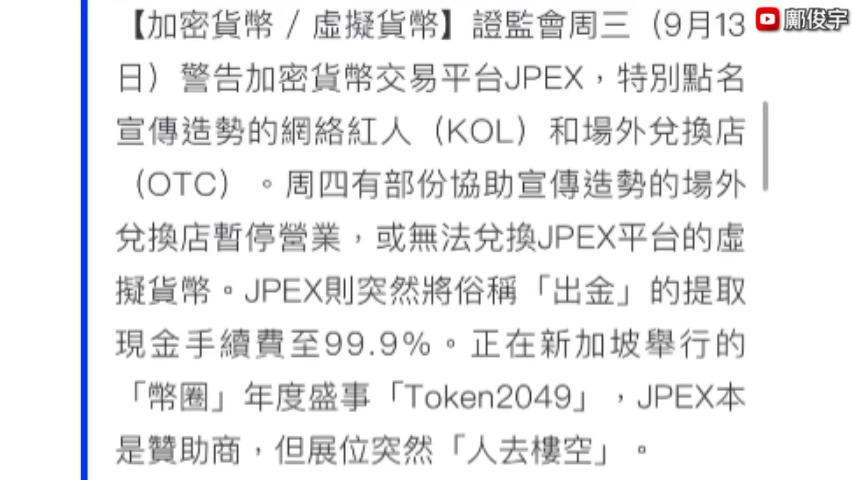 【加密貨幣 / 虛擬貨幣】證監會周三（9月13
日）警告加密貨幣交易平台JPEX，特別點名
宣傳造勢的網絡紅人（KOL）和場外兌換店
（OTC）。周四有部份協助宣傳造勢的場外
兌換店暫停營業，或無法兌換JPEX平台的虛
擬貨幣。JPEX則突然將俗稱「出金」的提取
現金手續費至99.9%。正在新加坡舉行的
「幣圈」年度盛事「Token2049」，JPEX本
是贊助商，但展位突然「人去樓空」。
鄺俊宇